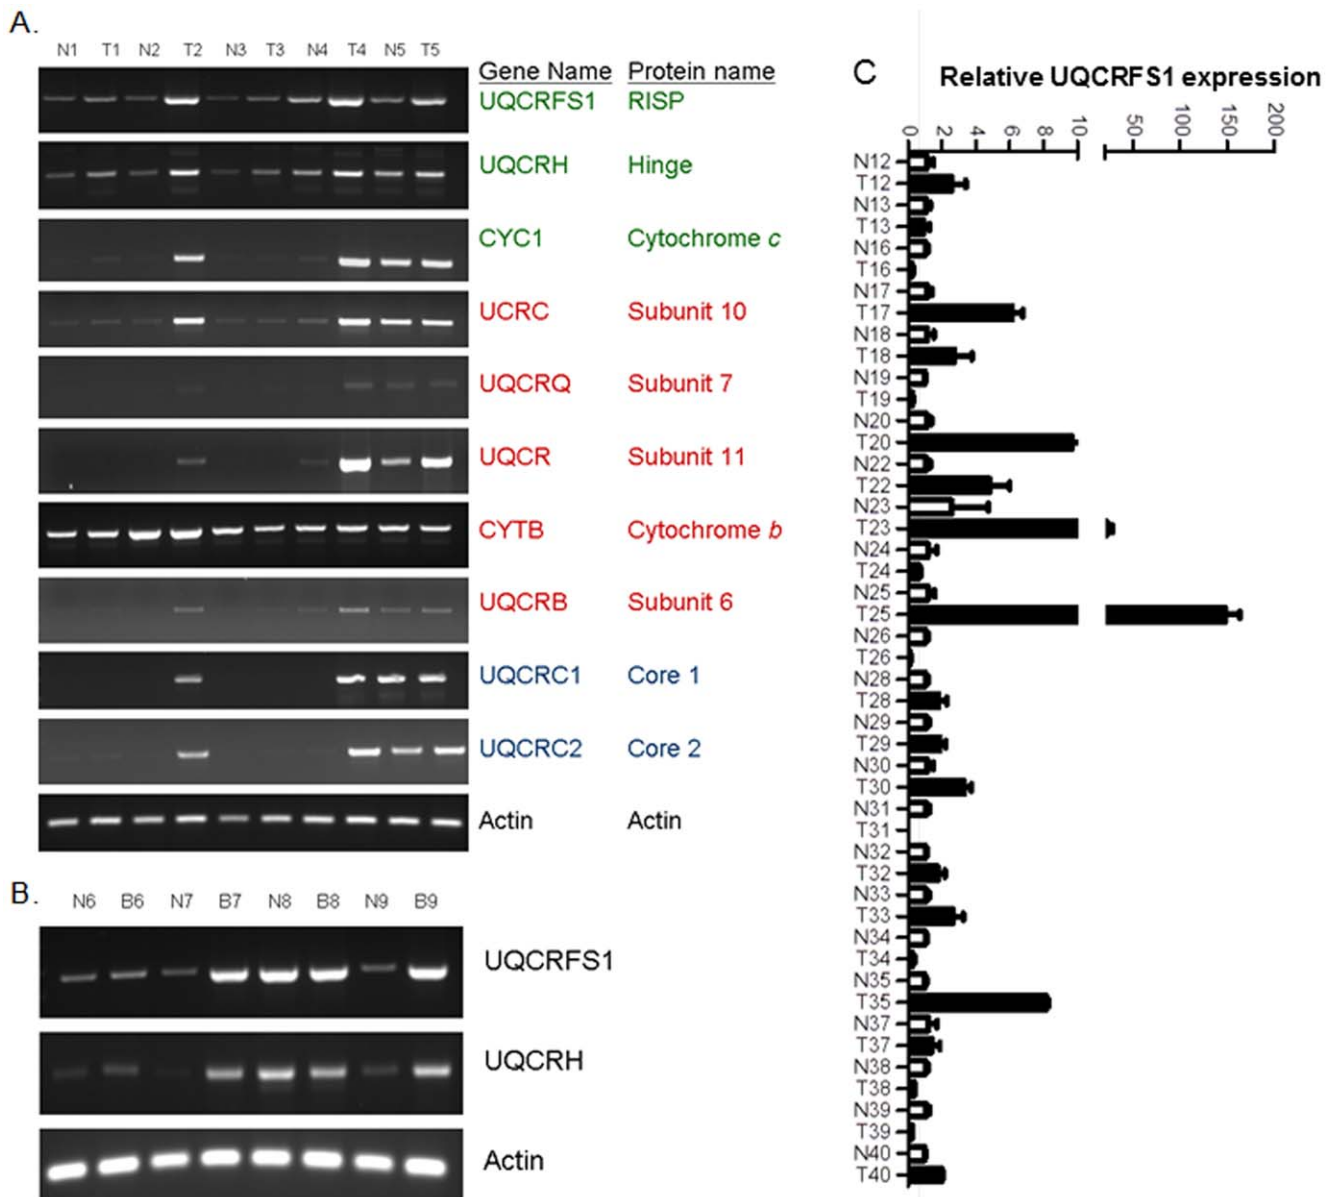 A.
N1 T1 N2 T2 N3 T3 N4 T4 N5 T5
Gene Name Protein name
UQCRFS1 RISP
UQCRH Hinge
CYC1 Cytochrome c
UCRC Subunit 10
UQCRQ Subunit 7
UQCR Subunit 11
CYTB Cytochrome b
UQCRB Subunit 6
UQCRC1 Core 1
UQCRC2 Core 2
Actin Actin
B.
N6 B6 N7 B7 N8 B8 N9 B9
UQCRFS1
UQCRH
Actin
C
Relative UQCRFS1 expression
0 2 4 6 8 10 50 100 150 200
N12
T12
N13
T13
N16
T16
N17
T17
N18
T18
N19
T19
N20
T20
N22
T22
N23
T23
N24
T24
N25
T25
N26
T26
N28
T28
N29
T29
N30
T30
N31
T31
N32
T32
N33
T33
N34
T34
N35
T35
N37
T37
N38
T38
N39
T39
N40
T40